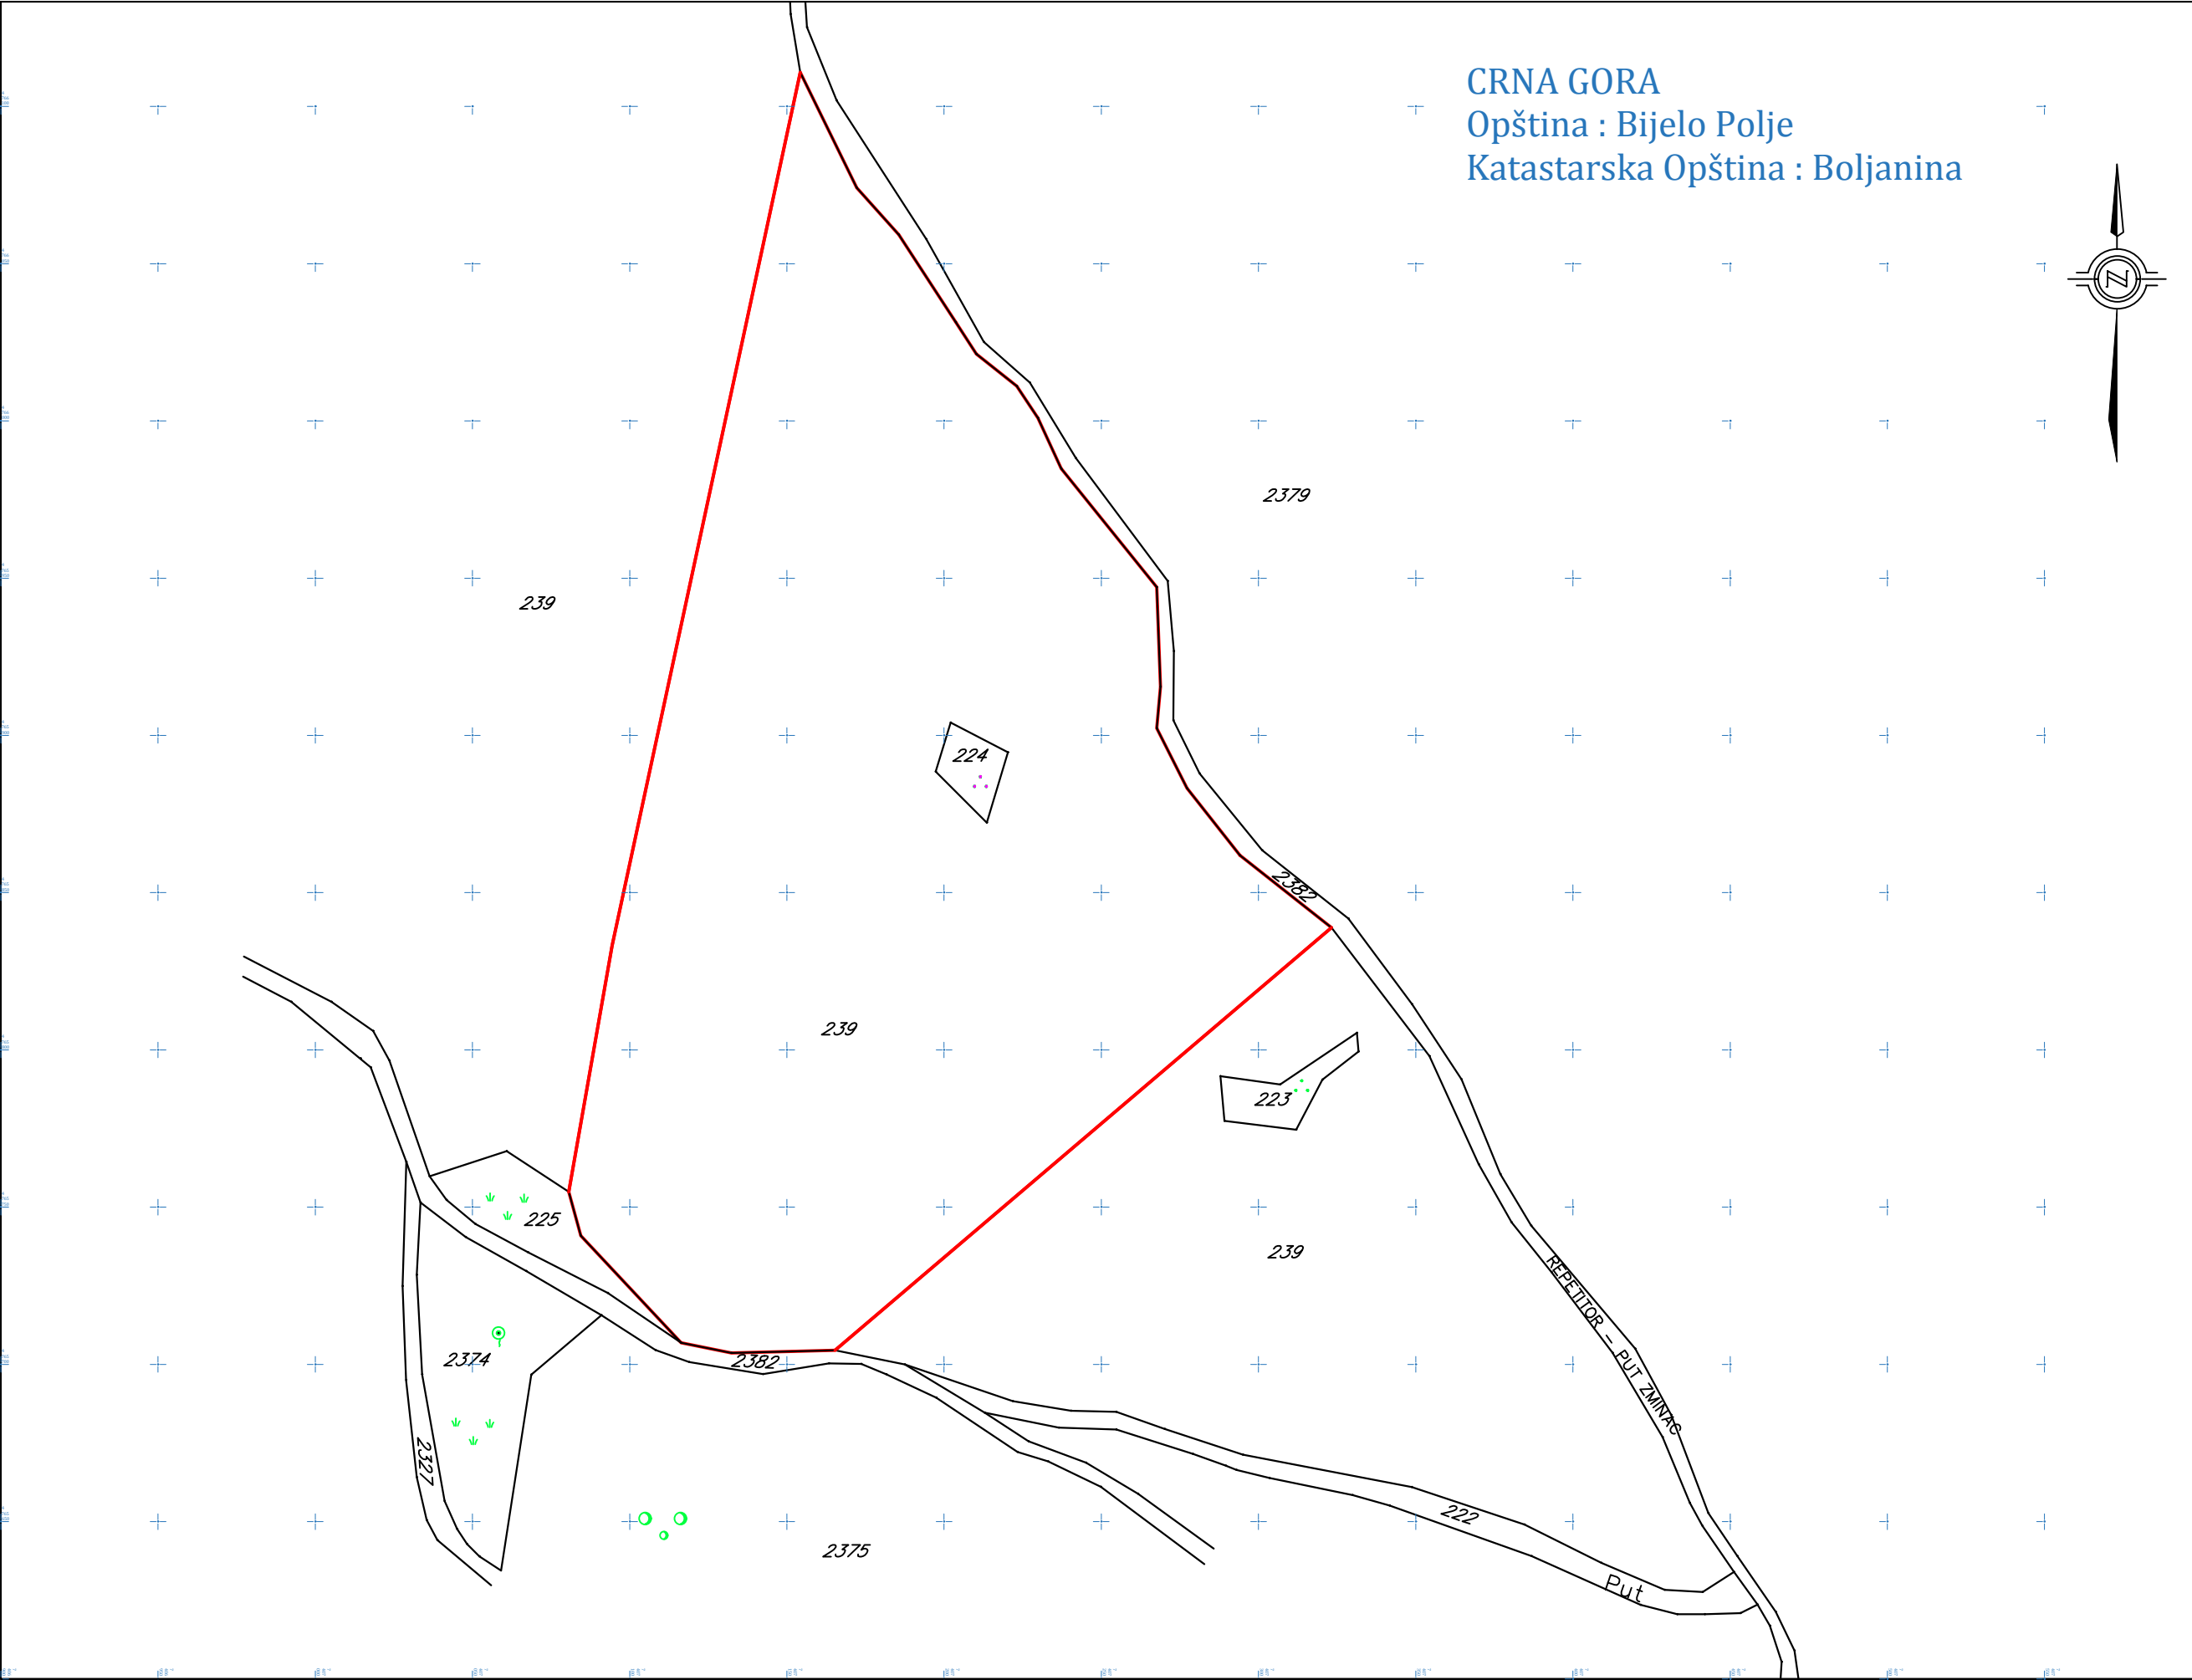 CRNA GORA
Opština : Bijelo Polje
Katastarska Opština : Boljanina
N
2379
239
224
2382
239
223
225
239
REPETITOR - PUT ZMINAC
2382
2374
2327
222
2375
Put